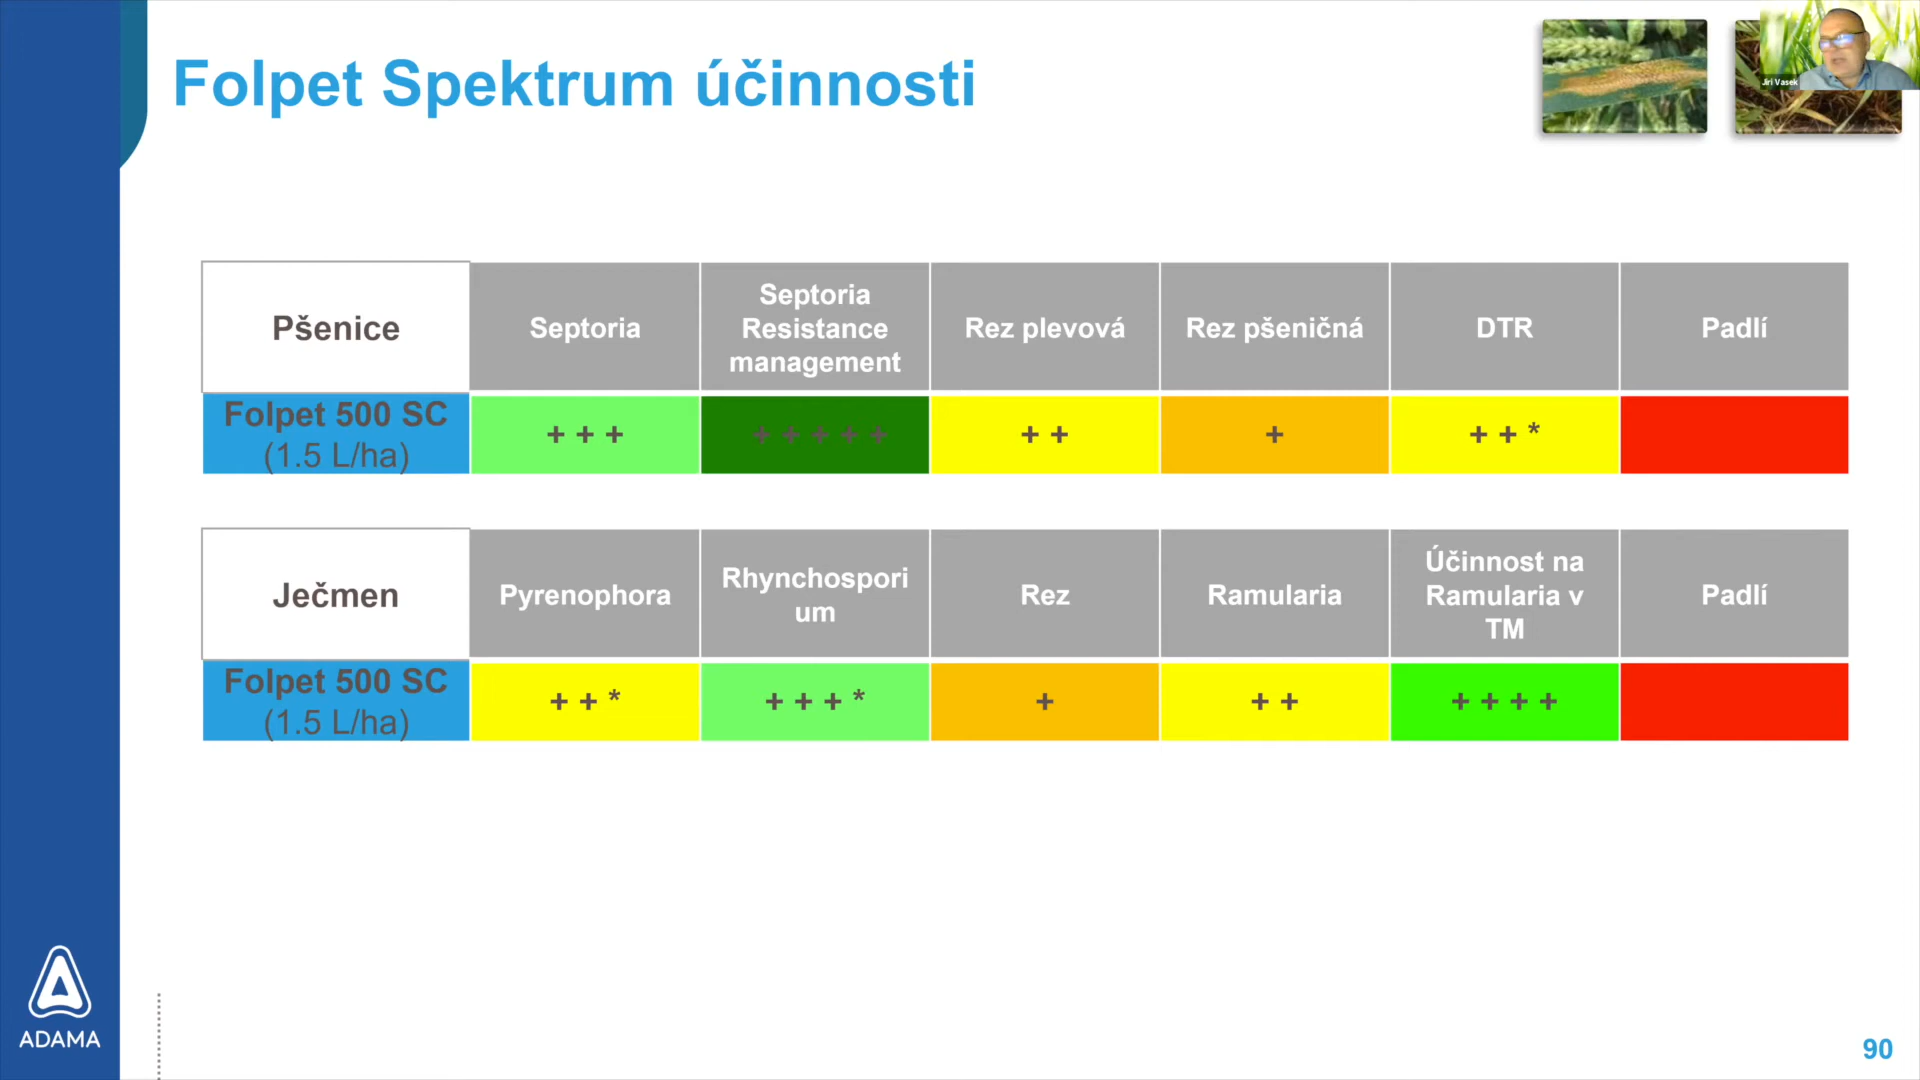 Folpet Spektrum účinnosti
Jiri Vasek
Pšenice
Septoria
Septoria
Resistance
management
Rez plevová
Rez pšeničná
DTR
Padlí
Folpet 500 SC
(1.5 L/ha)
+ + +
+ + + + +
+ +
+
+ + *
Ječmen
Pyrenophora
Rhynchospori
um
Rez
Ramularia
Účinnost na
Ramularia v
TM
Padlí
Folpet 500 SC
(1.5 L/ha)
+ + *
+ + + *
+
+ +
+ + + +
ADAMA
90